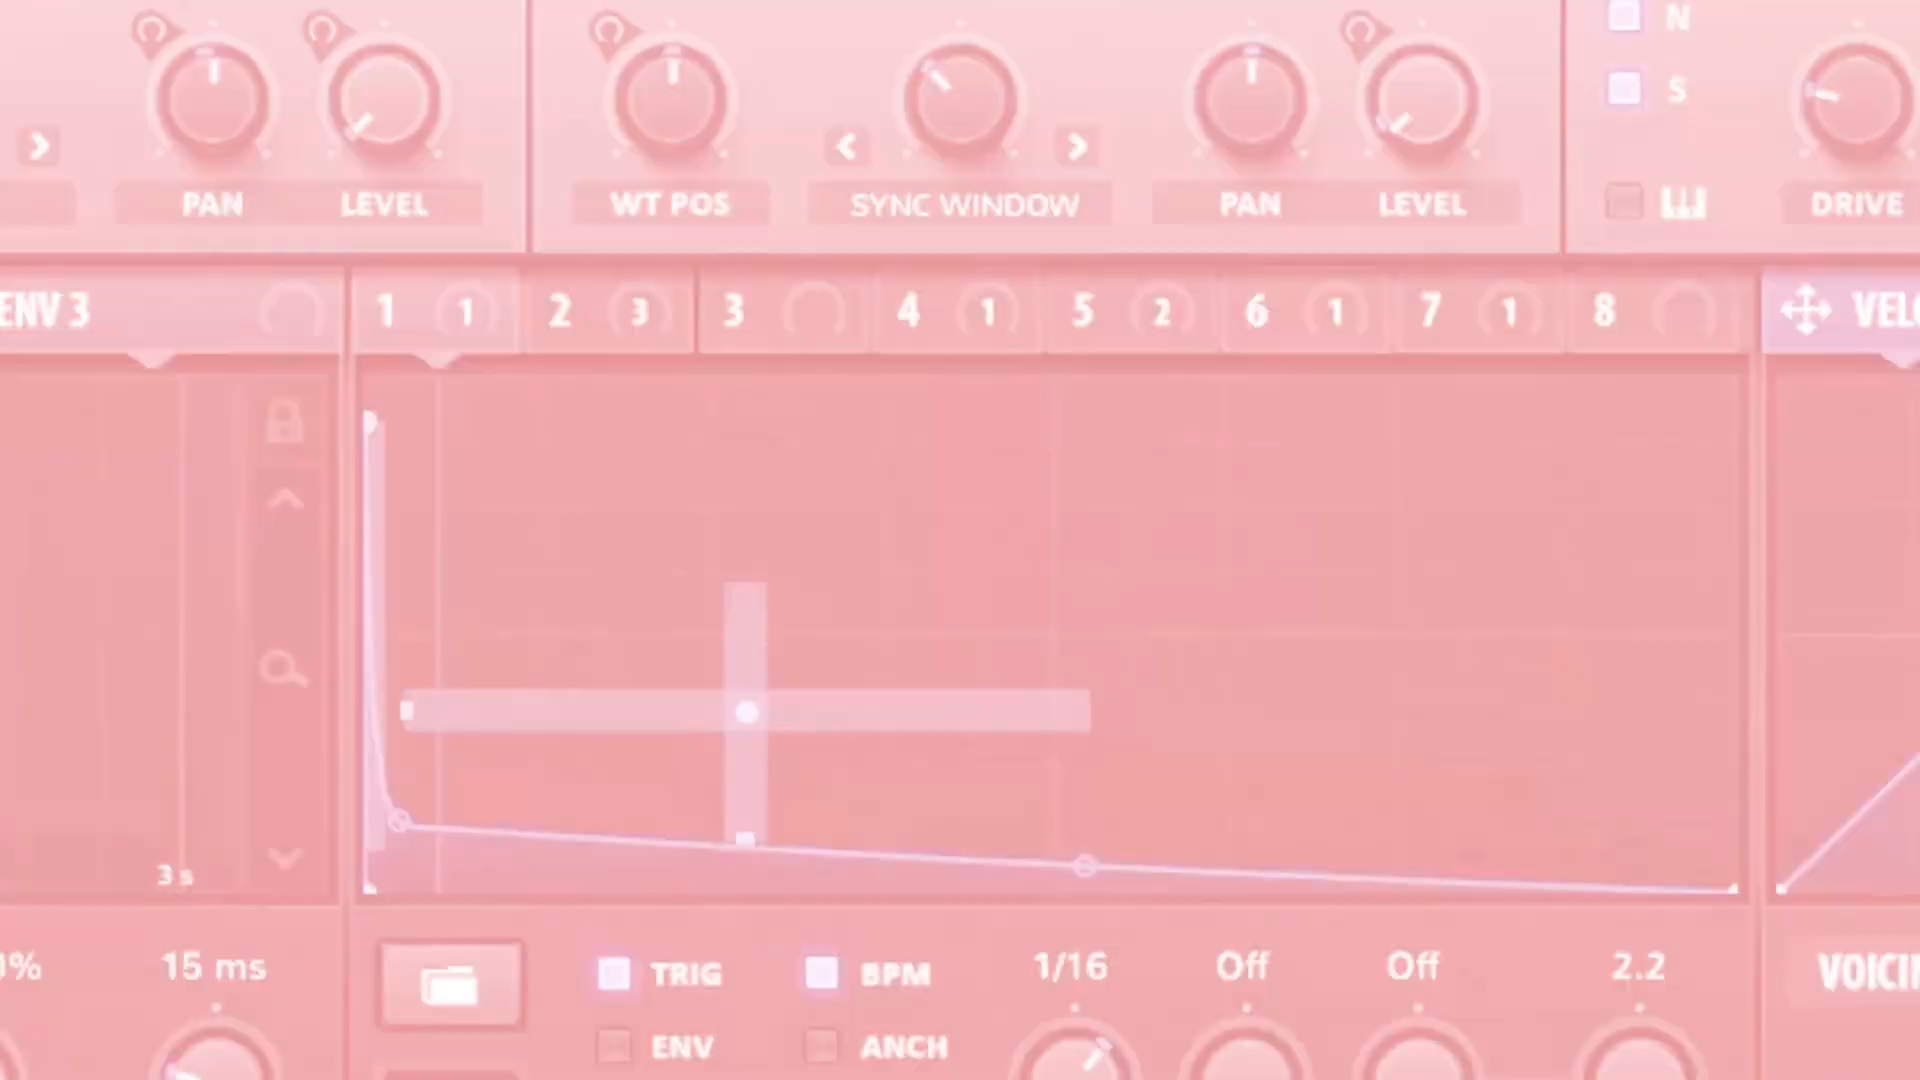 N
S
PAN LEVEL WT POS SYNC WINDOW PAN LEVEL DRIVE
ENV 3 1 1 2 3 3 4 1 5 2 6 1 7 1 8
3 s
15 ms TRIG BPM 1/16 Off Off 2.2
ENV ANCH